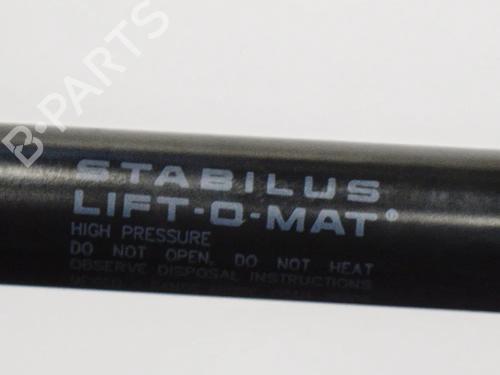 STABILUS
LIFT-O-MAT®
HIGH PRESSURE
DO NOT OPEN, DO NOT HEAT
OBSERVE DISPOSAL INSTRUCTIONS
B-PARTS